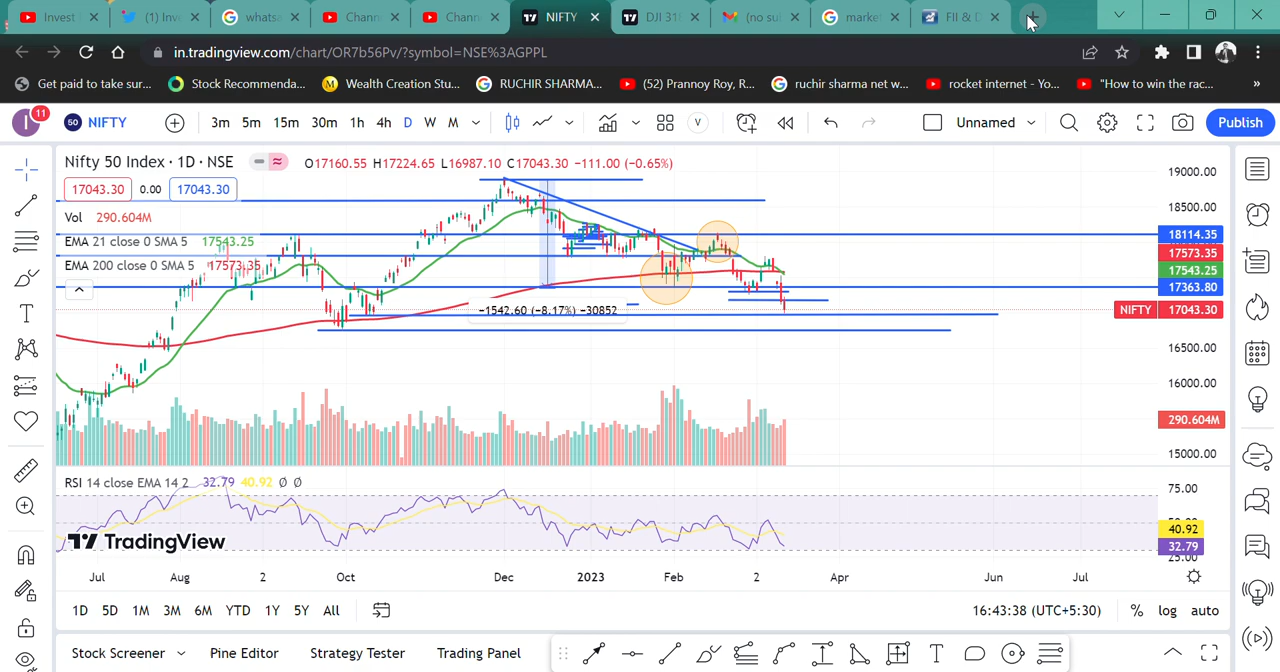 Invest
(1) Inv
whats
Chann
Chann
NIFTY
DJI 31
(no su
marke
FII & D
in.tradingview.com/chart/OR7b56Pv/?symbol=NSE%3AGPPL
Get paid to take sur...
Stock Recommenda...
Wealth Creation Stu...
RUCHIR SHARMA...
(52) Prannoy Roy, R...
ruchir sharma net w...
rocket internet - Yo...
"How to win the rac...
»
I 11
50 NIFTY
3m 5m 15m 30m 1h 4h D W M
V
Unnamed
Publish
Nifty 50 Index · 1D · NSE
O17160.55 H17224.65 L16987.10 C17043.30 −111.00 (−0.65%)
17043.30 0.00 17043.30
Vol 290.604M
EMA 21 close 0 SMA 5 17543.25
EMA 200 close 0 SMA 5 17573.35
−1542.60 (−8.17%) −30852
19000.00
18500.00
18114.35
17573.35
17543.25
17363.80
NIFTY 17043.30
16500.00
16000.00
290.604M
15000.00
RSI 14 close EMA 14 2 32.79 40.92 Ø Ø
75.00
40.92
32.79
25.00
TradingView
Jul Aug 2 Oct Dec 2023 Feb 2 Apr Jun Jul
1D 5D 1M 3M 6M YTD 1Y 5Y All
16:43:38 (UTC+5:30) % log auto
Stock Screener Pine Editor Strategy Tester Trading Panel